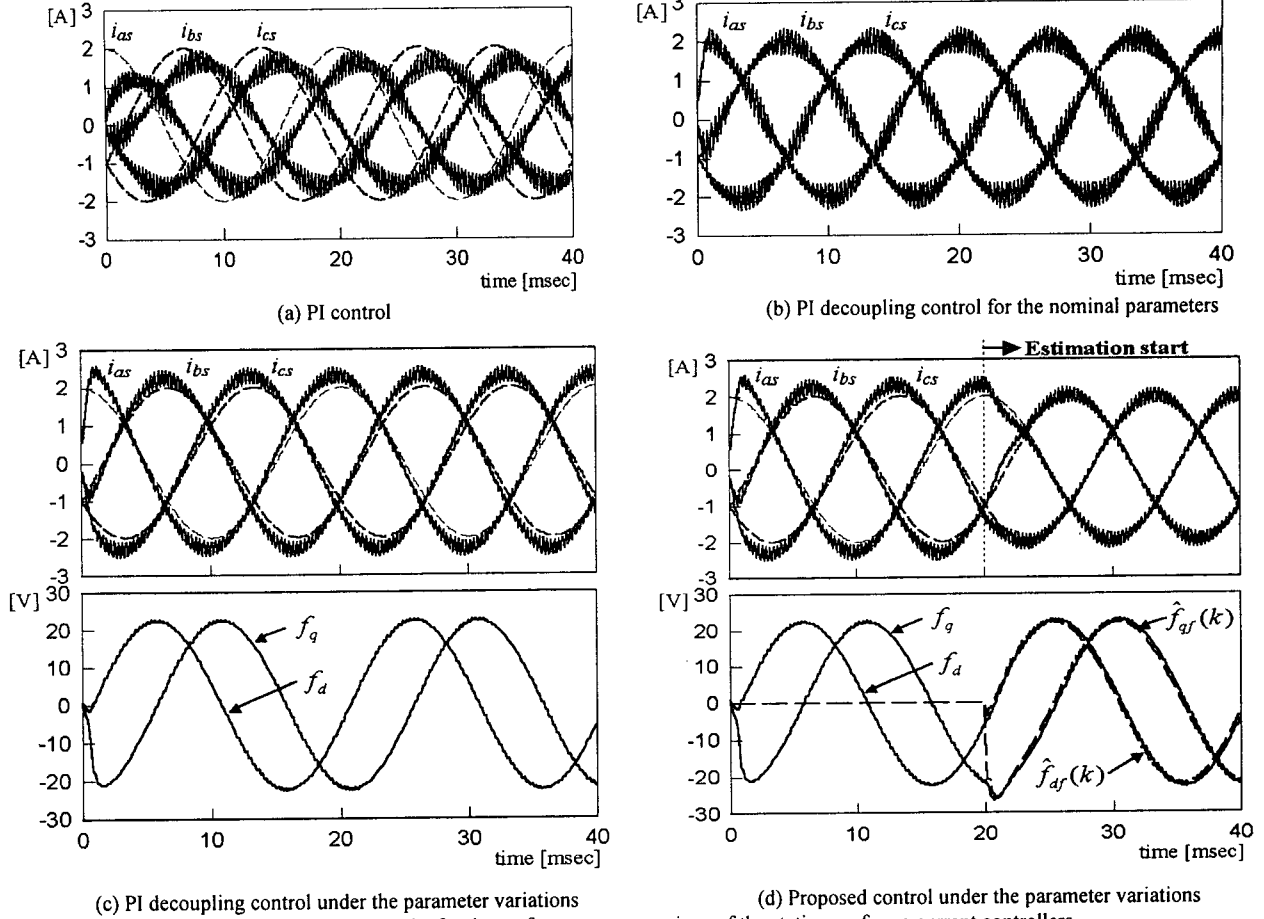 [A] 3
i_as i_bs i_cs
2
1
0
-1
-2
-3
0 10 20 30 40
time [msec]
(a) PI control
[A] 3
i_as i_bs i_cs
2
1
0
-1
-2
-3
0 10 20 30 40
time [msec]
(b) PI decoupling control for the nominal parameters
[A] 3
i_as i_bs i_cs
2
1
0
-1
-2
-3
[V] 30
20
10
0
-10
-20
-30
f_q
f_d
0 10 20 30 40
time [msec]
(c) PI decoupling control under the parameter variations
Estimation start
[A] 3
i_as i_bs i_cs
2
1
0
-1
-2
-3
[V] 30
20
10
0
-10
-20
-30
f_q
f_d
f̂_qf(k)
f̂_df(k)
0 10 20 30 40
time [msec]
(d) Proposed control under the parameter variations